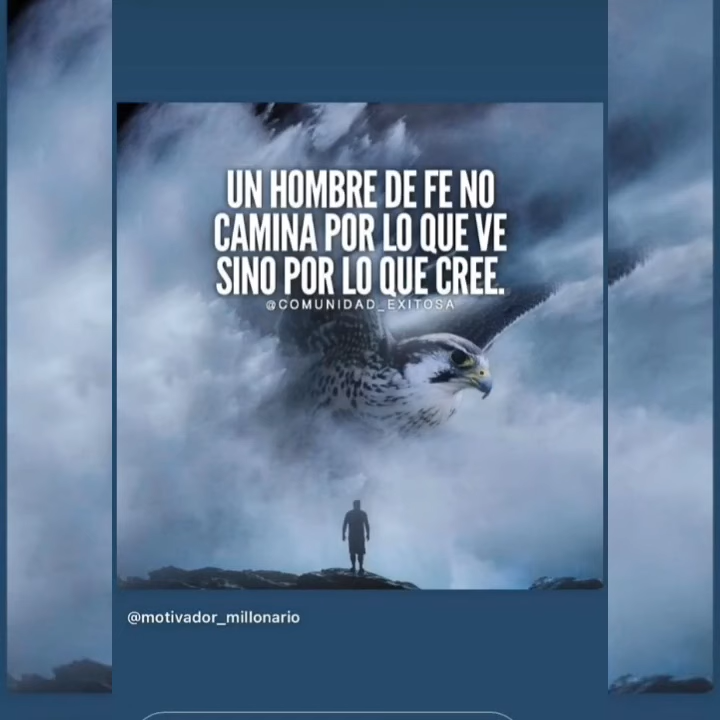 UN HOMBRE DE FE NO
CAMINA POR LO QUE VE
SINO POR LO QUE CREE.
@COMUNIDAD_EXITOSA
@motivador_millonario